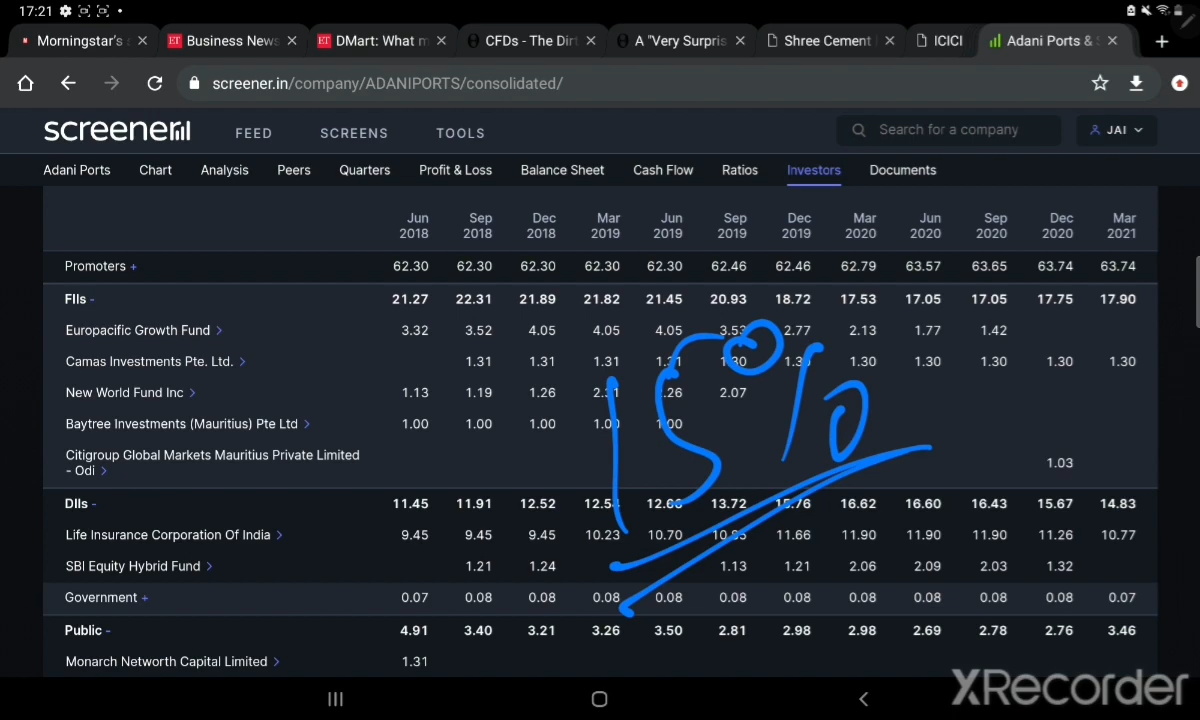 17:21
Morningstar's
Business News
DMart: What m
CFDs - The Dirt
A "Very Surpris
Shree Cement
ICICI
Adani Ports & S
screener.in/company/ADANIPORTS/consolidated/
screener FEED SCREENS TOOLS Search for a company JAI
Adani Ports Chart Analysis Peers Quarters Profit & Loss Balance Sheet Cash Flow Ratios Investors Documents
Jun 2018 Sep 2018 Dec 2018 Mar 2019 Jun 2019 Sep 2019 Dec 2019 Mar 2020 Jun 2020 Sep 2020 Dec 2020 Mar 2021
Promoters + 62.30 62.30 62.30 62.30 62.30 62.46 62.46 62.79 63.57 63.65 63.74 63.74
FIIs - 21.27 22.31 21.89 21.82 21.45 20.93 18.72 17.53 17.05 17.05 17.75 17.90
Europacific Growth Fund > 3.32 3.52 4.05 4.05 4.05 3.53 2.77 2.13 1.77 1.42
Camas Investments Pte. Ltd. > 1.31 1.31 1.31 1.31 1.30 1.30 1.30 1.30 1.30 1.30 1.30
New World Fund Inc > 1.13 1.19 1.26 2.07
Baytree Investments (Mauritius) Pte Ltd > 1.00 1.00 1.00 1.00 1.00
Citigroup Global Markets Mauritius Private Limited
- Odi > 1.03
DIIs - 11.45 11.91 12.52 13.72 15.76 16.62 16.60 16.43 15.67 14.83
Life Insurance Corporation Of India > 9.45 9.45 9.45 10.23 10.70 11.66 11.90 11.90 11.90 11.26 10.77
SBI Equity Hybrid Fund > 1.21 1.24 1.13 1.21 2.06 2.09 2.03 1.32
Government + 0.07 0.08 0.08 0.08 0.08 0.08 0.08 0.08 0.08 0.08 0.08 0.07
Public - 4.91 3.40 3.21 3.26 3.50 2.81 2.98 2.98 2.69 2.78 2.76 3.46
Monarch Networth Capital Limited > 1.31
15%
XRecorder